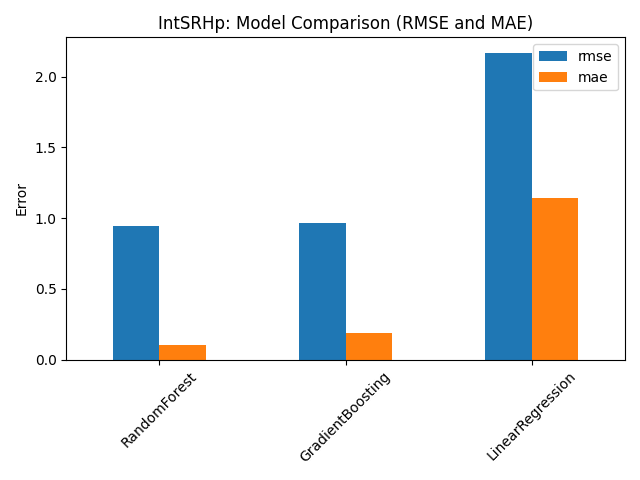 IntSRHp: Model Comparison (RMSE and MAE)
rmse
mae
Error
2.0
1.5
1.0
0.5
0.0
RandomForest
GradientBoosting
LinearRegression